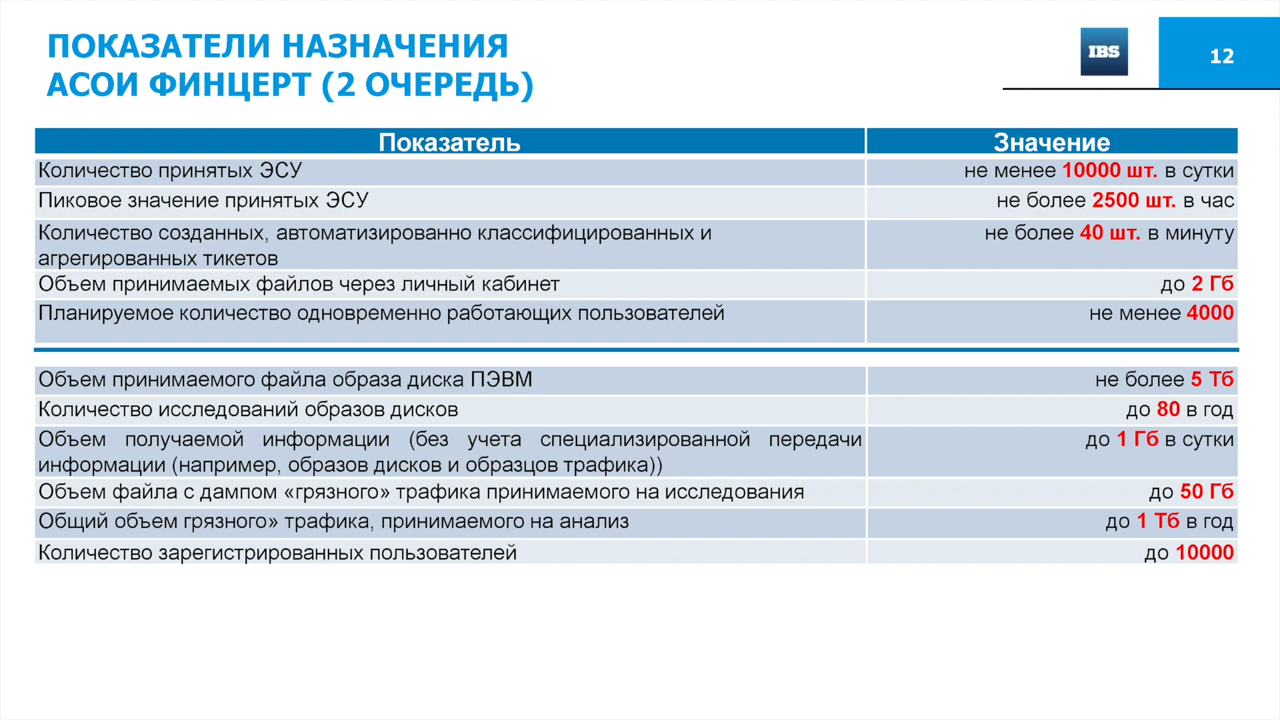 ПОКАЗАТЕЛИ НАЗНАЧЕНИЯ
АСОИ ФИНЦЕРТ (2 ОЧЕРЕДЬ)
IBS
12
Показатель Значение
Количество принятых ЭСУ не менее 10000 шт. в сутки
Пиковое значение принятых ЭСУ не более 2500 шт. в час
Количество созданных, автоматизированно классифицированных и не более 40 шт. в минуту
агрегированных тикетов
Объем принимаемых файлов через личный кабинет до 2 Гб
Планируемое количество одновременно работающих пользователей не менее 4000
Объем принимаемого файла образа диска ПЭВМ не более 5 Тб
Количество исследований образов дисков до 80 в год
Объем получаемой информации (без учета специализированной передачи до 1 Гб в сутки
информации (например, образов дисков и образцов трафика))
Объем файла с дампом «грязного» трафика принимаемого на исследования до 50 Гб
Общий объем грязного» трафика, принимаемого на анализ до 1 Тб в год
Количество зарегистрированных пользователей до 10000